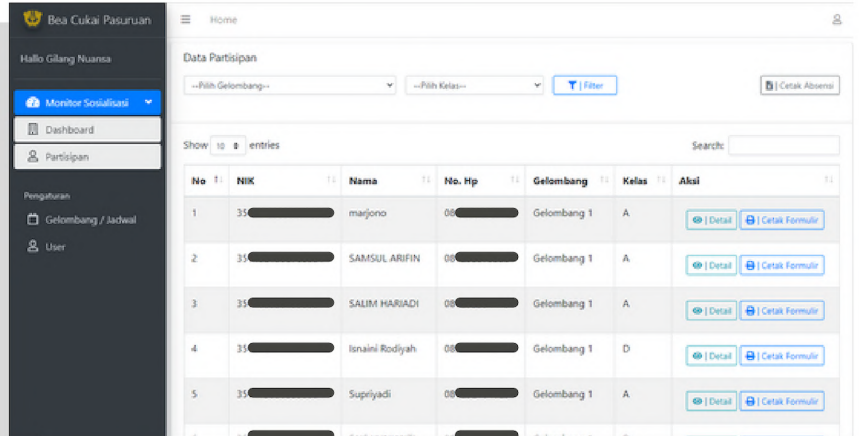 Bea Cukai Pasuruan
Home
Hallo Gilang Nuansa
Monitor Sosialisasi
Dashboard
Partisipan
Pengaturan
Gelombang / Jadwal
User
Data Partisipan
--Pilih Gelombang-- --Pilih Kelas-- | Filter | Cetak Absensi
Show 10 entries Search:
No NIK Nama No. Hp Gelombang Kelas Aksi
1 35 marjono 08 Gelombang 1 A | Detail | Cetak Formulir
2 35 SAMSUL ARIFIN 08 Gelombang 1 A | Detail | Cetak Formulir
3 35 SALIM HARIADI 08 Gelombang 1 A | Detail | Cetak Formulir
4 35 Isnaini Rodiyah 08 Gelombang 1 D | Detail | Cetak Formulir
5 35 Supriyadi 08 Gelombang 1 A | Detail | Cetak Formulir